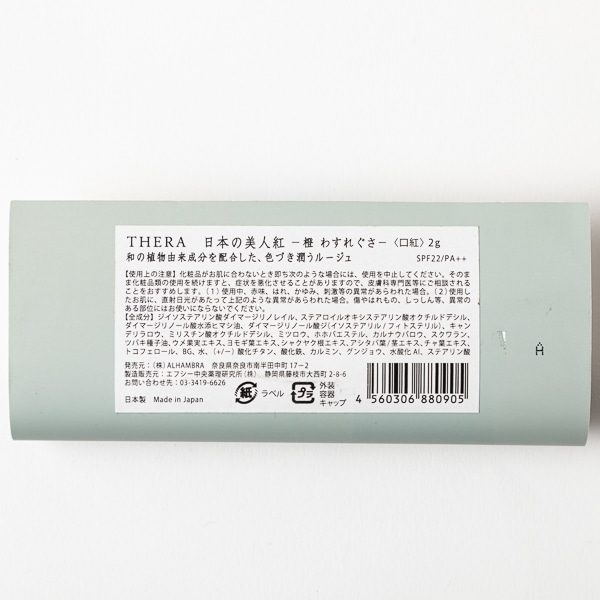 THERA 日本の美人紅 −橙 わすれぐさ− 〈口紅〉2g
和の植物由来成分を配合した、色づき潤うルージュ SPF22/PA++
【使用上の注意】化粧品がお肌に合わないとき即ち次のような場合には、使用を中止してください。そのまま化粧品類の使用を続けますと、症状を悪化させることがありますので、皮膚科専門医等にご相談されることをおすすめします。(1)使用中、赤味、はれ、かゆみ、刺激等の異常があらわれた場合。(2)使用したお肌に、直射日光があたって上記のような異常があらわれた場合。傷やはれもの、しっしん等、異常のある部位にはお使いにならないでください。
【全成分】ジイソステアリン酸ダイマージリノレイル、ステアロイルオキシステアリン酸オクチルドデシル、
ダイマージリノール酸水添ヒマシ油、ダイマージリノール酸ジ(イソステアリル/フィトステリル)、キャン
デリラロウ、ミリスチン酸オクチルドデシル、ミツロウ、ホホバエステル、カルナウバロウ、スクワラン、
ツバキ種子油、ウメ果実エキス、ヨモギ葉エキス、シャクヤク根エキス、アシタバ葉/茎エキス、チャ葉エキス、
トコフェロール、BG、水、(+/−)酸化チタン、酸化鉄、カルミン、グンジョウ、水酸化Al、ステアリン酸
発売元:(株)ALHAMBRA 奈良県奈良市南半田中町17−2
製造販売元:エフシー中央薬理研究所(株) 静岡県藤枝市大西町2-8-6
お問い合わせ先:03-3419-6626
日本製 Made in Japan
紙 ラベル
プラ 外装 容器 キャップ
4 560306 880905